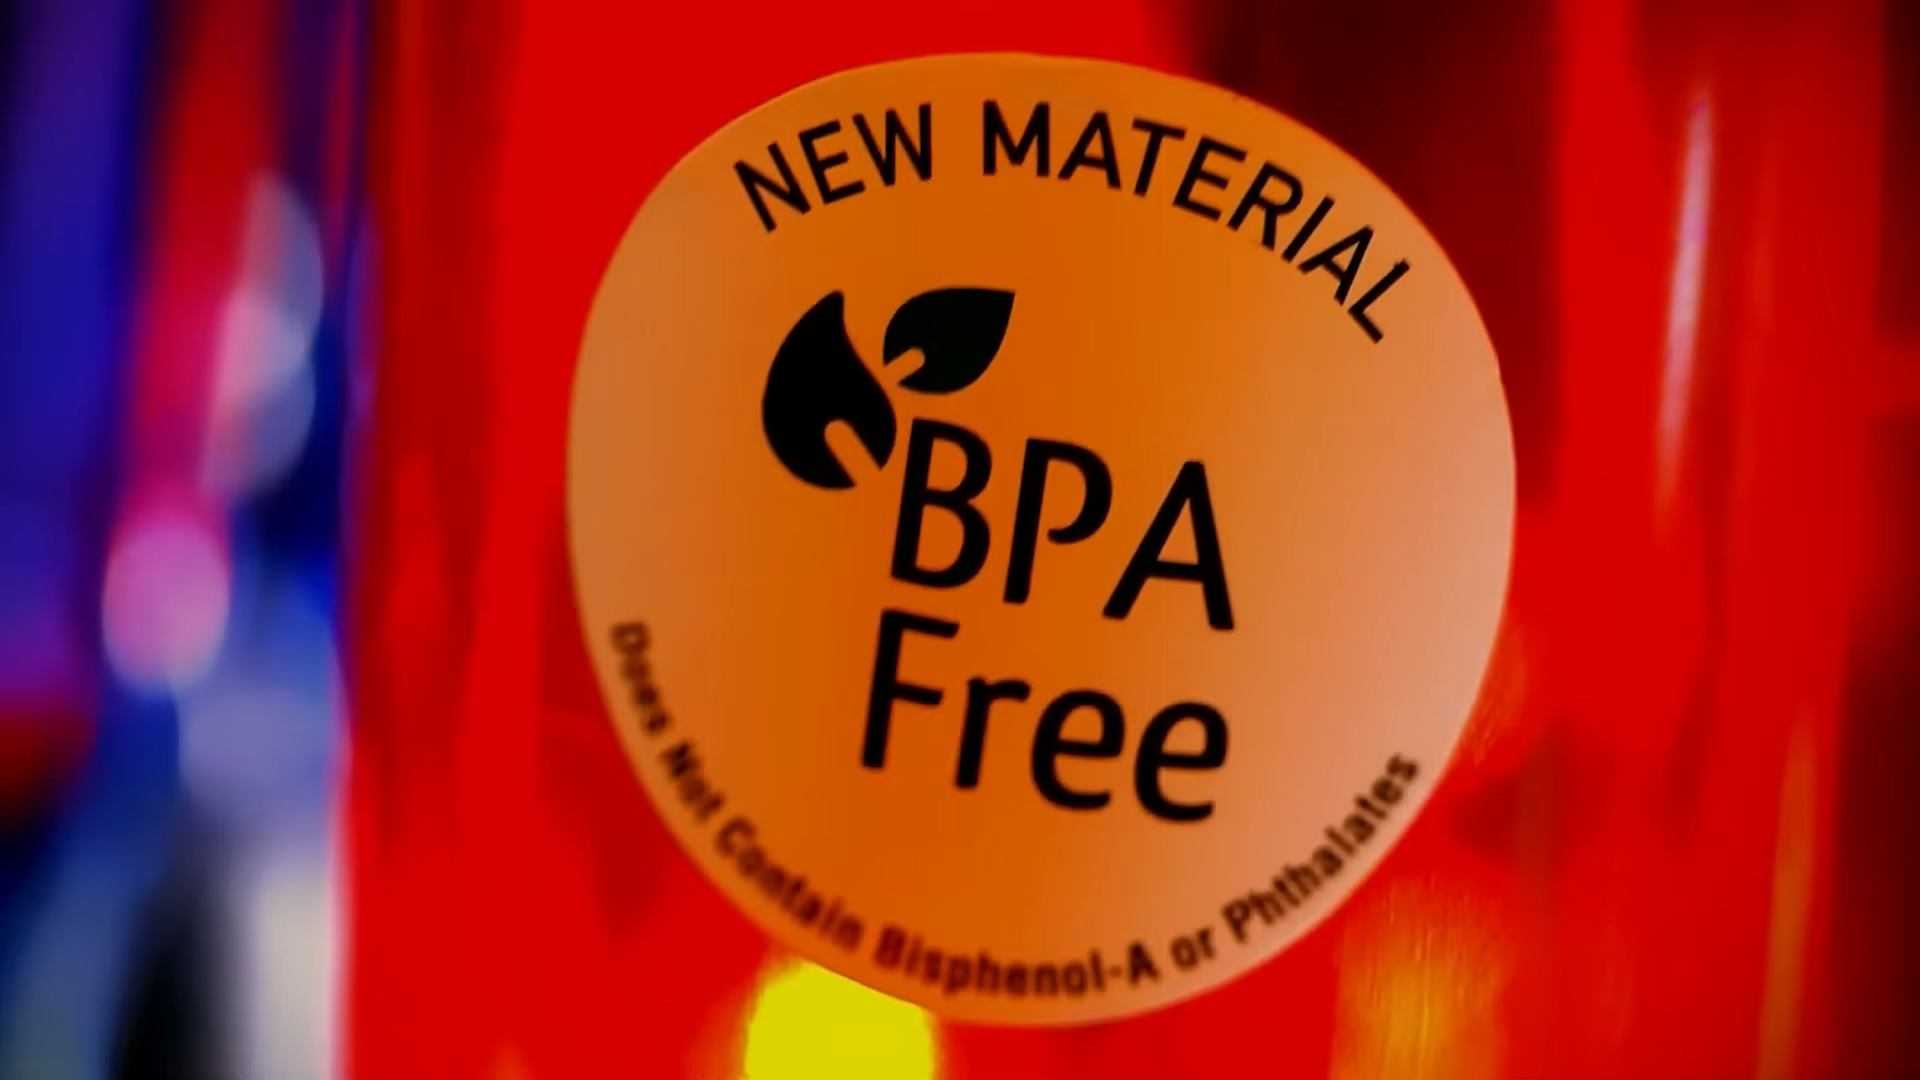 NEW MATERIAL
BPA
Free
Does Not Contain Bisphenol-A or Phthalates